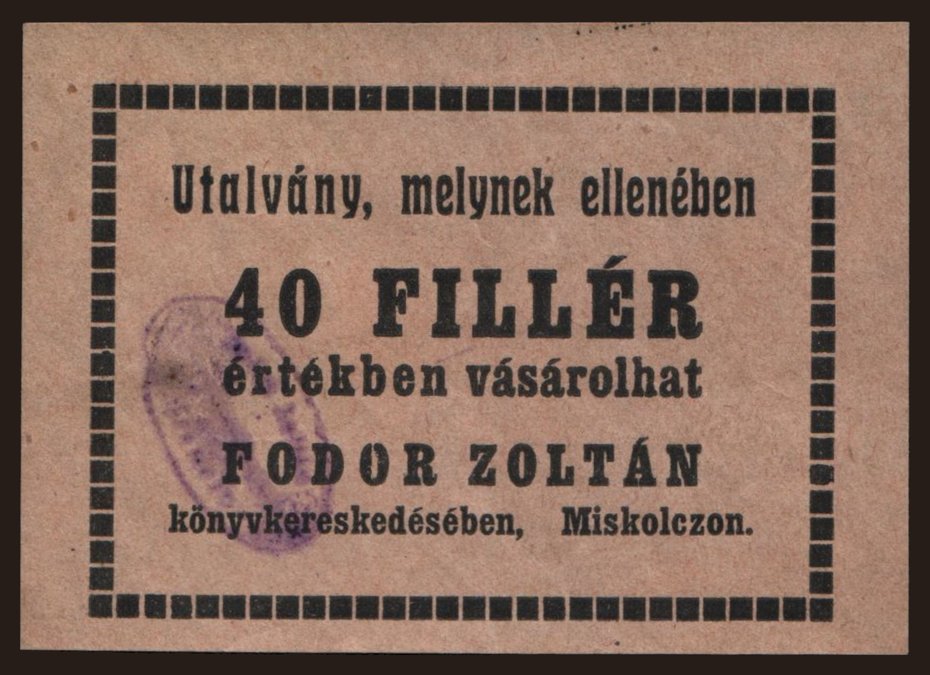 Utalvány, melynek ellenében
40 FILLÉR
értékben vásárolhat
FODOR ZOLTÁN
könyvkereskedésében, Miskolczon.